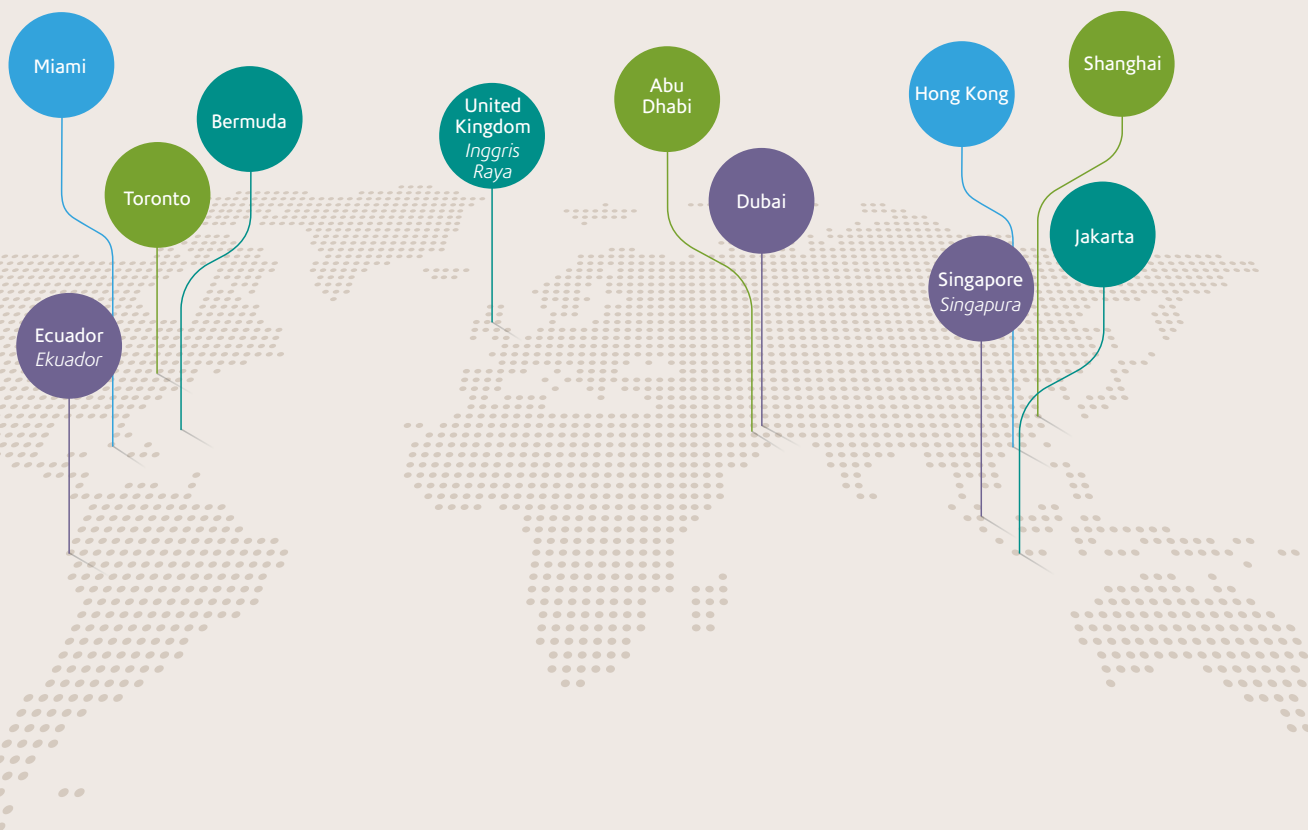 Miami
Bermuda
Toronto
Ecuador
Ekuador
United
Kingdom
Inggris
Raya
Abu
Dhabi
Dubai
Hong Kong
Shanghai
Jakarta
Singapore
Singapura